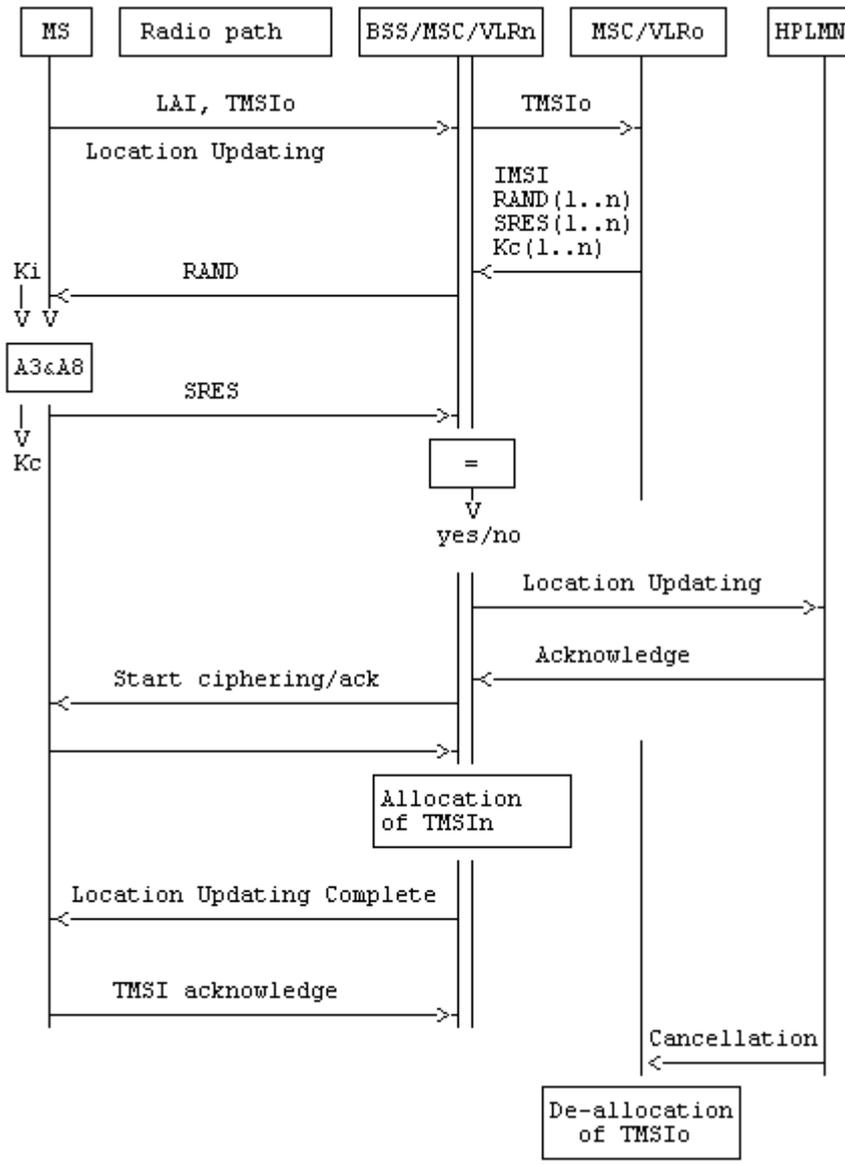 MS
Radio path
BSS/MSC/VLRn
MSC/VLRo
HPLMN
LAI, TMSIo
TMSIo
Location Updating
IMSI
RAND(1..n)
SRES(1..n)
Kc(1..n)
Ki
RAND
V V
A3&A8
SRES
V
Kc
=
V
yes/no
Location Updating
Acknowledge
Start ciphering/ack
Allocation
of TMSIn
Location Updating Complete
TMSI acknowledge
Cancellation
De-allocation
of TMSIo